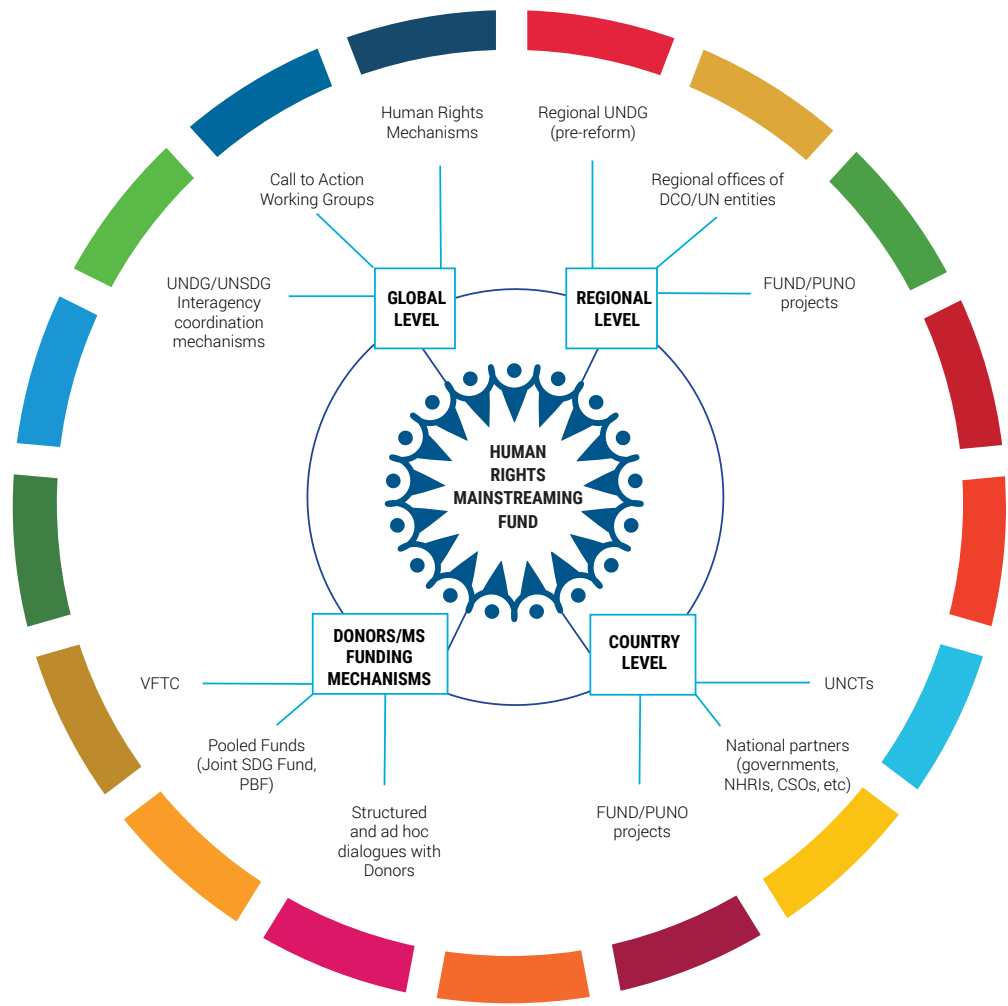 Human Rights
Mechanisms
Regional UNDG
(pre-reform)
Call to Action
Working Groups
Regional offices of
DCO/UN entities
UNDG/UNSDG
Interagency
coordination
mechanisms
GLOBAL
LEVEL
REGIONAL
LEVEL
FUND/PUNO
projects
HUMAN
RIGHTS
MAINSTREAMING
FUND
DONORS/MS
FUNDING
MECHANISMS
COUNTRY
LEVEL
VFTC
UNCTs
Pooled Funds
(Joint SDG Fund,
PBF)
National partners
(governments,
NHRIs, CSOs, etc)
Structured
and ad hoc
dialogues with
Donors
FUND/PUNO
projects